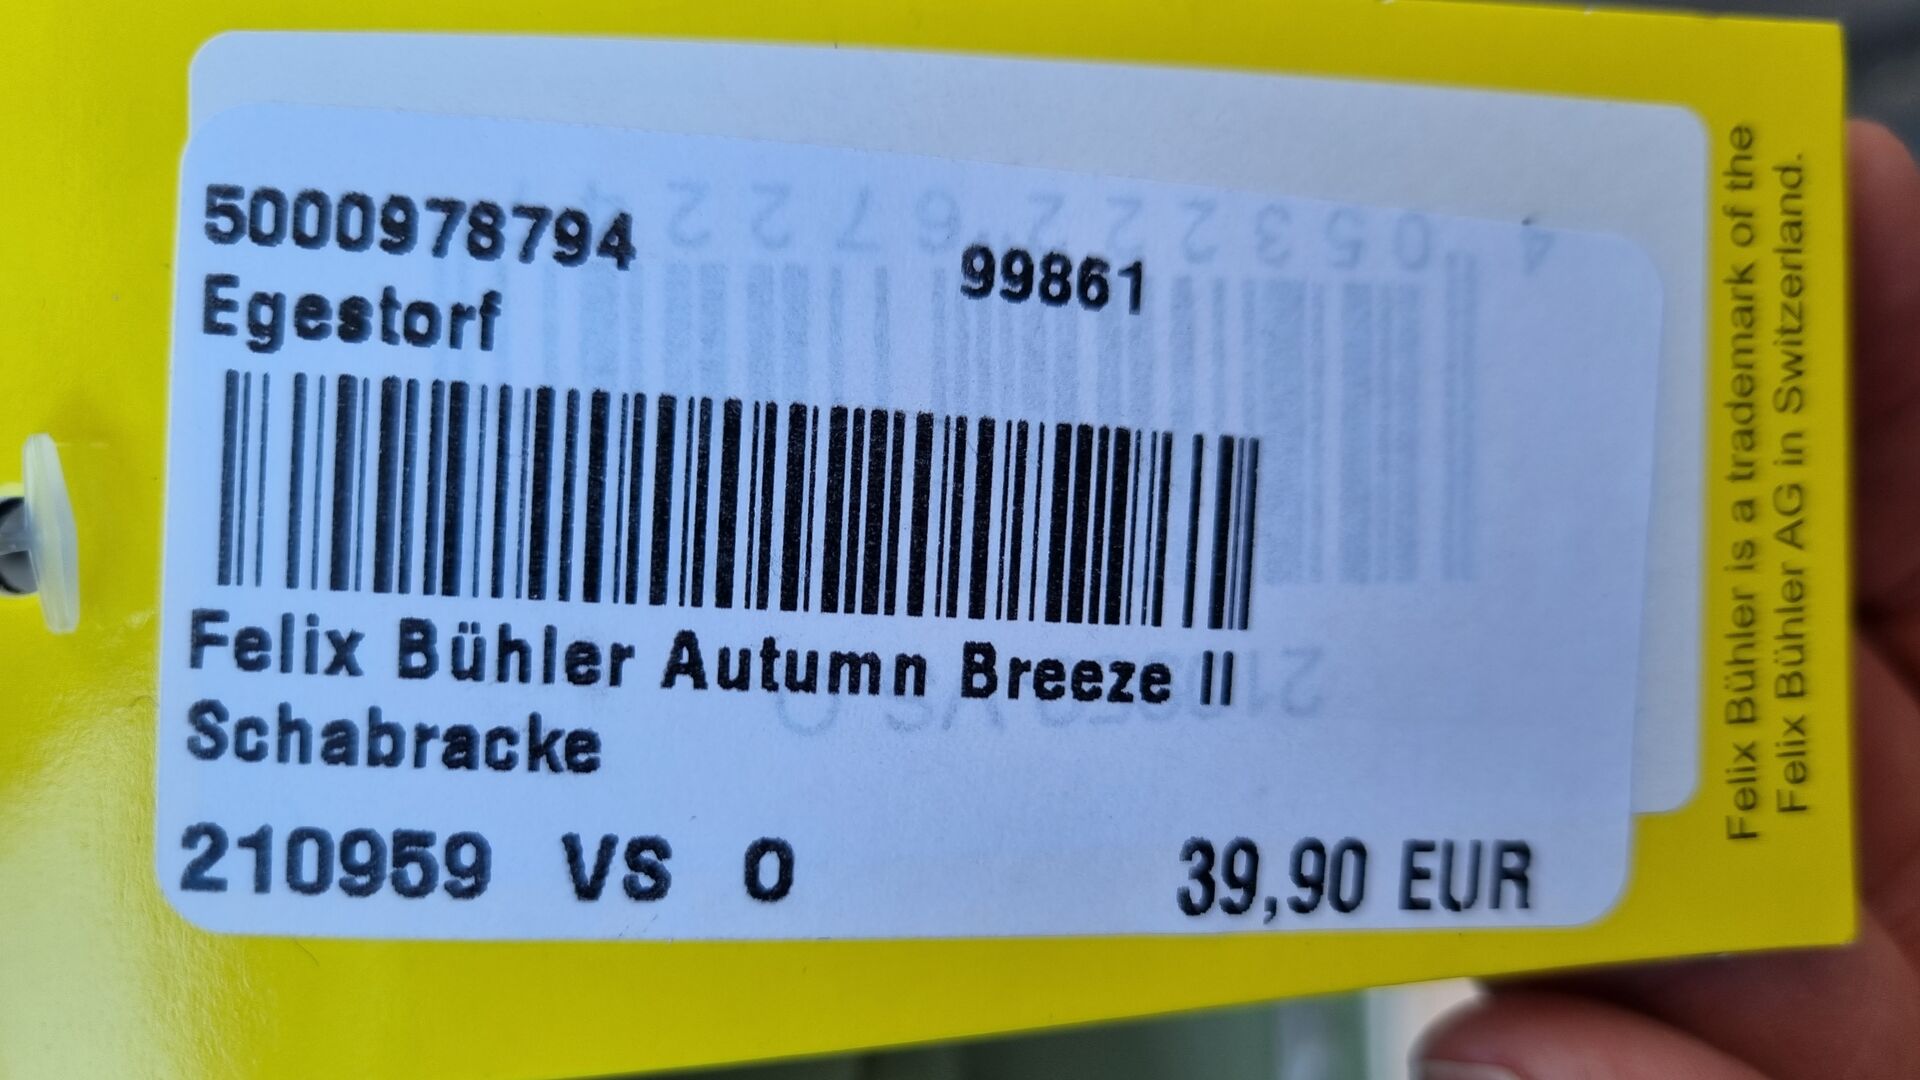 5000978794 99861
Egestorf
Felix Bühler Autumn Breeze II
Schabracke
210959 VS 0 39,90 EUR
Felix Bühler is a trademark of the
Felix Bühler AG in Switzerland.